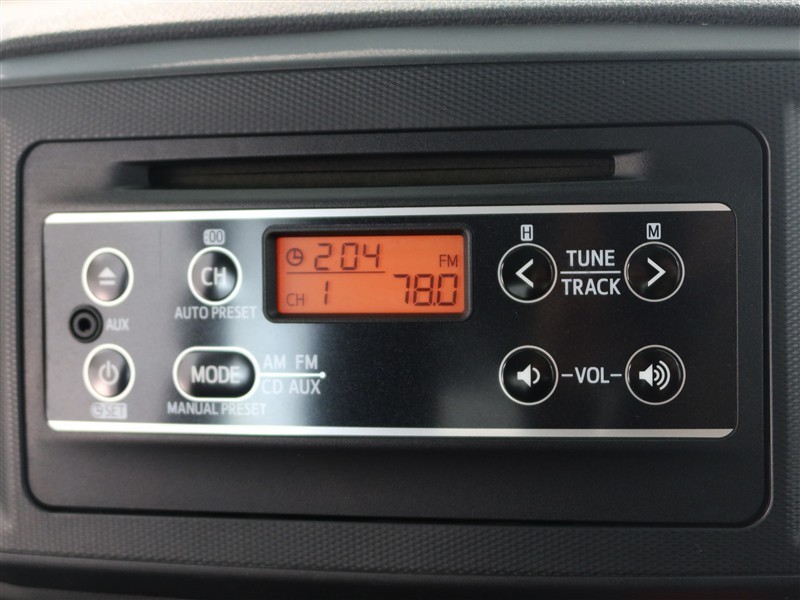 :00
H
M
CH
AUTO PRESET
2 04
FM
CH 1 78.0
TUNE
TRACK
AUX
MODE
AM FM
CD AUX
MANUAL PRESET
SET
VOL